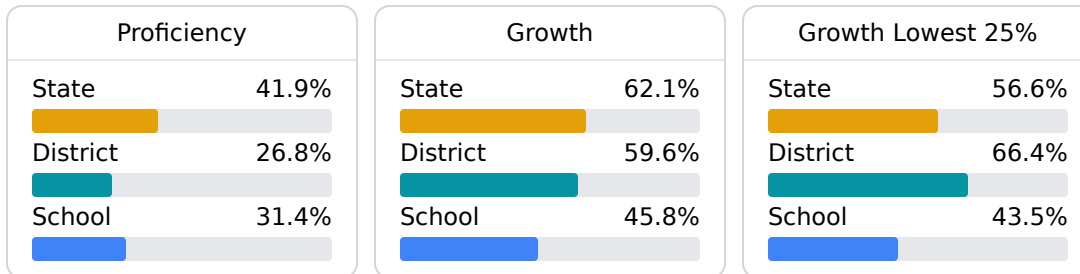 Proficiency
State 41.9%
District 26.8%
School 31.4%
Growth
State 62.1%
District 59.6%
School 45.8%
Growth Lowest 25%
State 56.6%
District 66.4%
School 43.5%